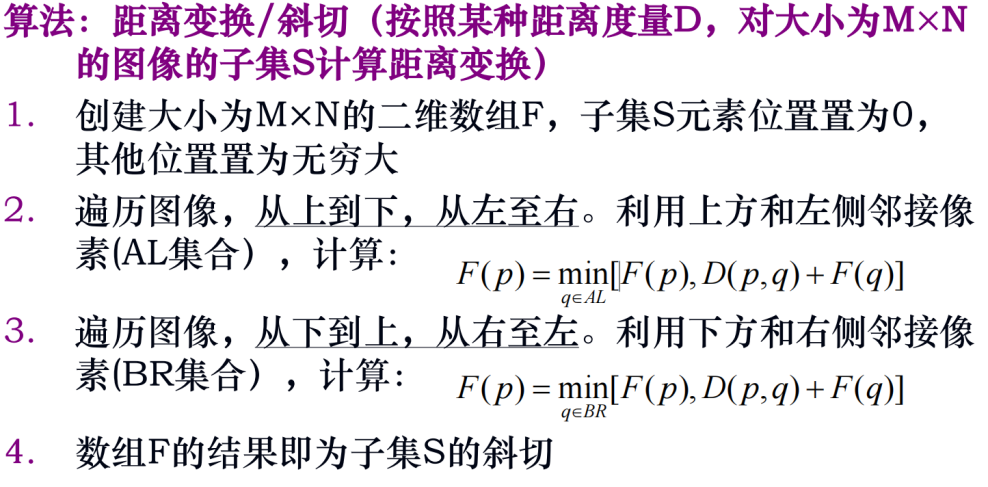 算法：距离变换/斜切（按照某种距离度量D，对大小为M×N
的图像的子集S计算距离变换）
1. 创建大小为M×N的二维数组F，子集S元素位置置为0，
其他位置置为无穷大
2. 遍历图像，从上到下，从左至右。利用上方和左侧邻接像
素(AL集合），计算：
F(p) = min[F(p), D(p,q) + F(q)]
q∈AL
3. 遍历图像，从下到上，从右至左。利用下方和右侧邻接像
素(BR集合），计算：
F(p) = min[F(p), D(p,q) + F(q)]
q∈BR
4. 数组F的结果即为子集S的斜切